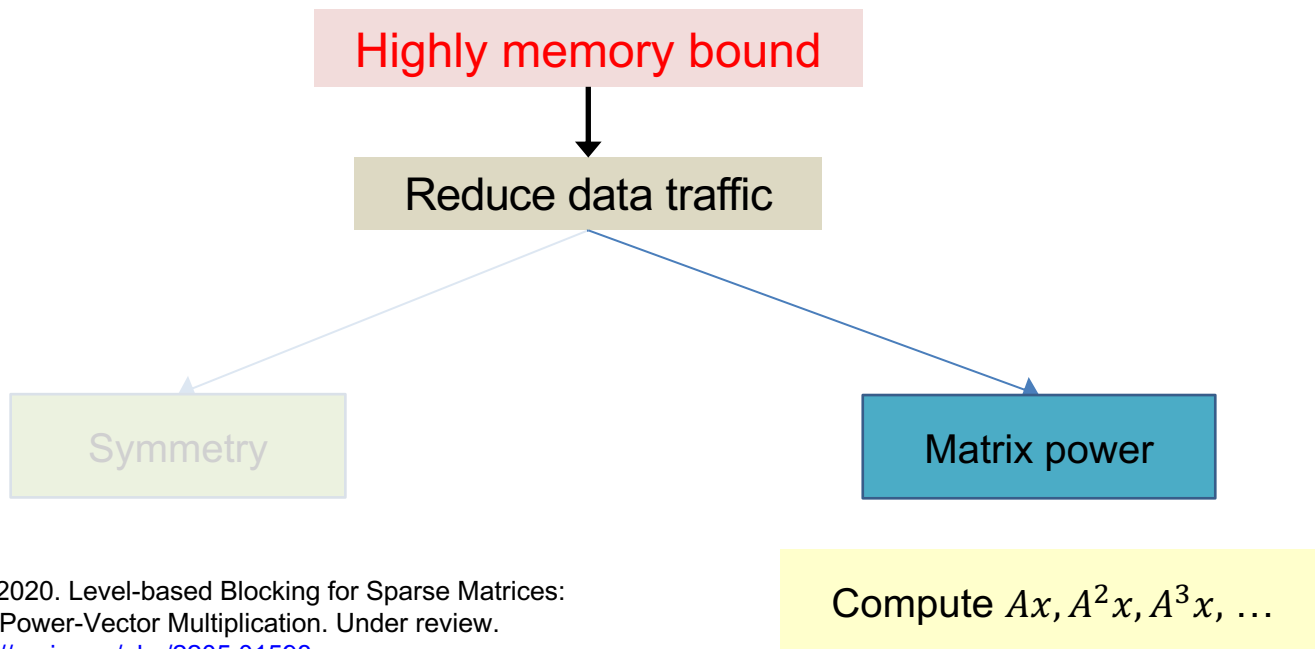 Highly memory bound
Reduce data traffic
Symmetry
Matrix power
2020. Level-based Blocking for Sparse Matrices:
Power-Vector Multiplication. Under review.
Compute 𝐴𝑥, 𝐴²𝑥, 𝐴³𝑥, …